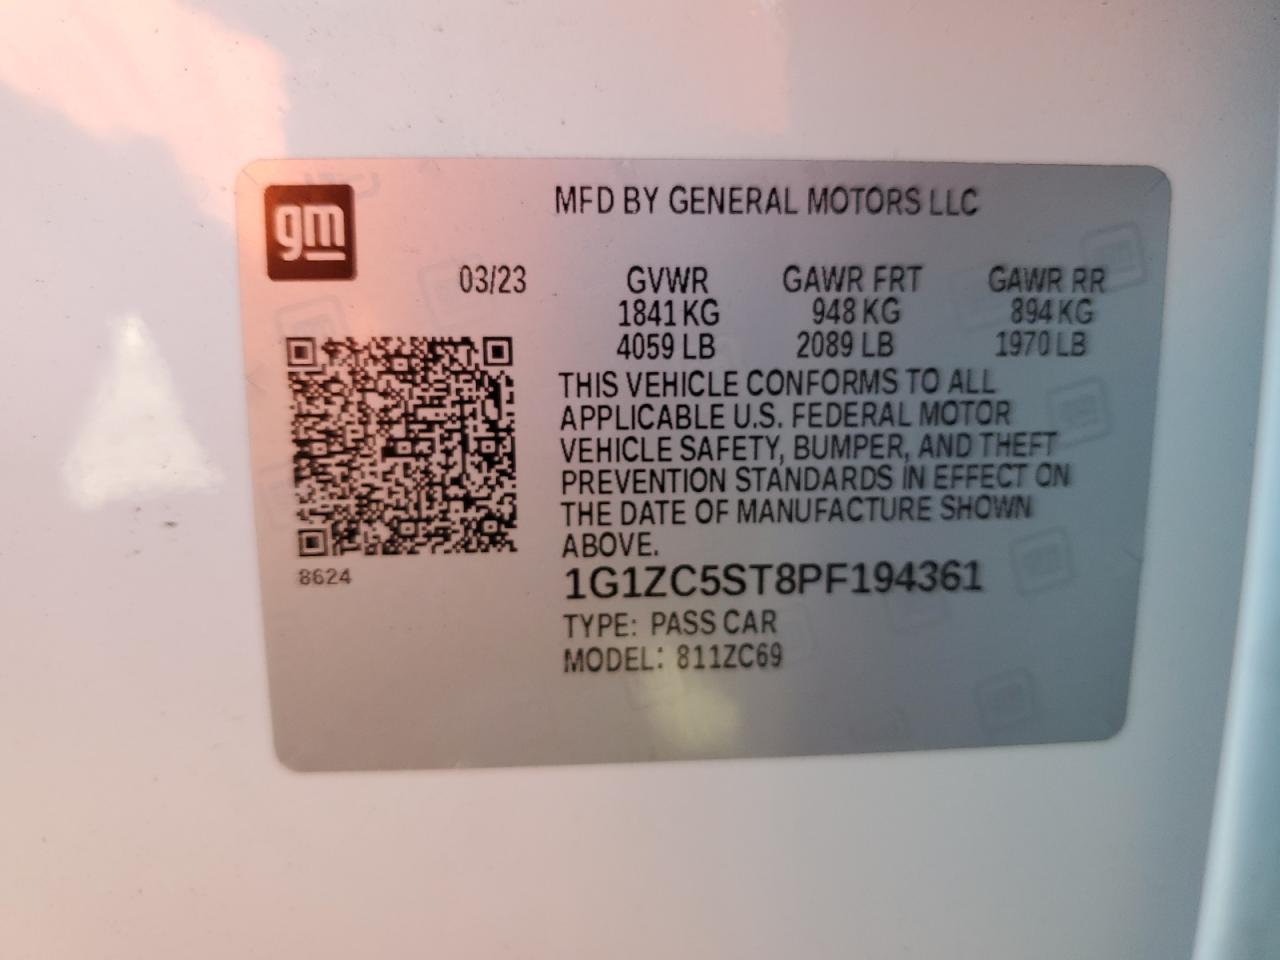 gm
MFD BY GENERAL MOTORS LLC
03/23 GVWR GAWR FRT GAWR RR
1841 KG 948 KG 894 KG
4059 LB 2089 LB 1970 LB
THIS VEHICLE CONFORMS TO ALL
APPLICABLE U.S. FEDERAL MOTOR
VEHICLE SAFETY, BUMPER, AND THEFT
PREVENTION STANDARDS IN EFFECT ON
THE DATE OF MANUFACTURE SHOWN
ABOVE.
8624
1G1ZC5ST8PF194361
TYPE: PASS CAR
MODEL: 811ZC69